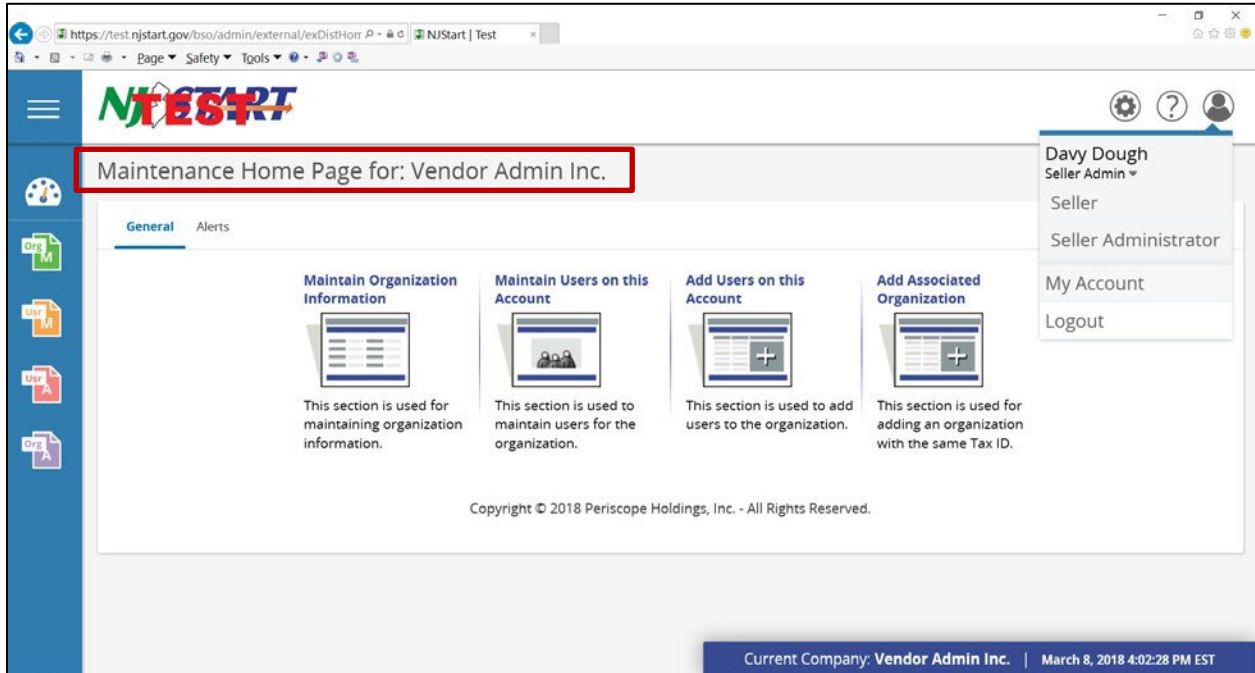 https://test.njstart.gov/bso/admin/external/exDistHom
NJStart | Test
Page Safety Tools
NJSTART
TEST
Maintenance Home Page for: Vendor Admin Inc.
Davy Dough
Seller Admin
Seller
Seller Administrator
My Account
Logout
General Alerts
Org M
Usr M
Usr A
Org A
Maintain Organization
Information
This section is used for
maintaining organization
information.
Maintain Users on this
Account
This section is used to
maintain users for the
organization.
Add Users on this
Account
This section is used to add
users to the organization.
Add Associated
Organization
This section is used for
adding an organization
with the same Tax ID.
Copyright © 2018 Periscope Holdings, Inc. - All Rights Reserved.
Current Company: Vendor Admin Inc. | March 8, 2018 4:02:28 PM EST